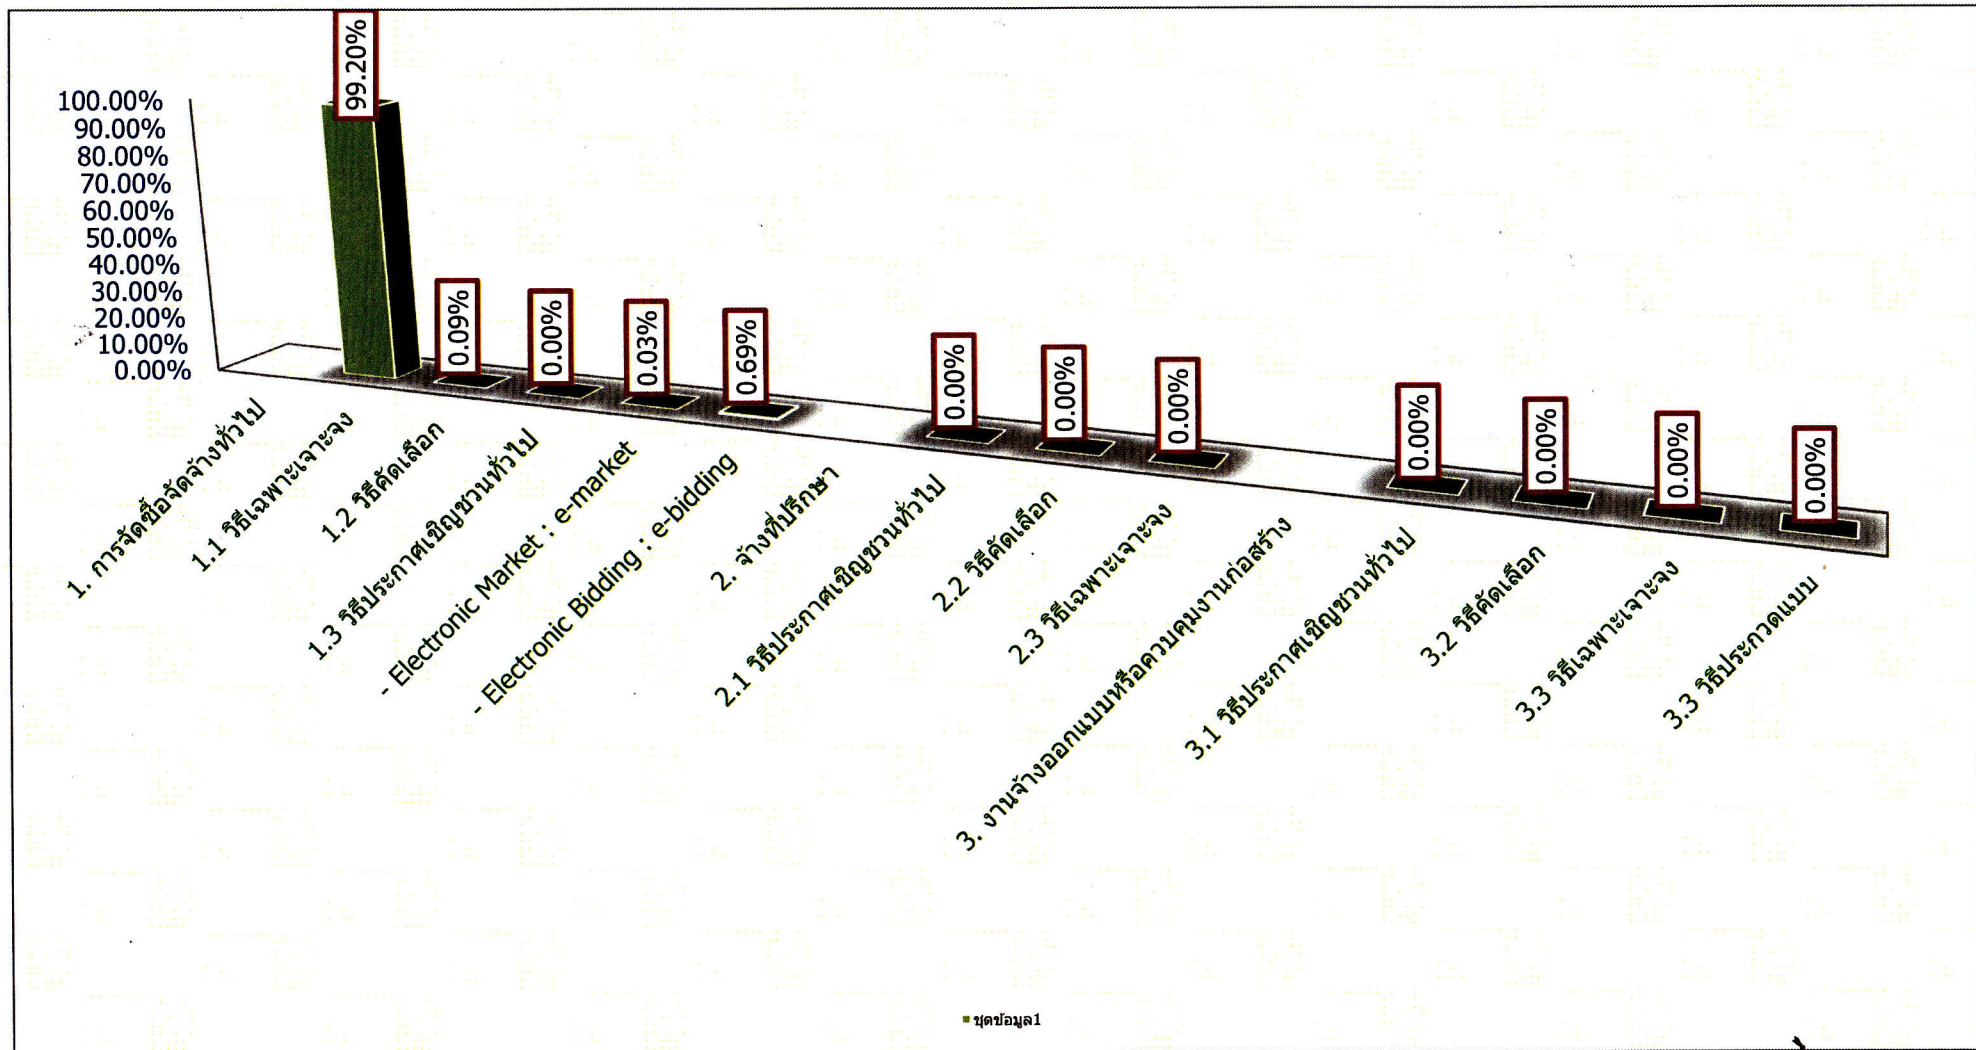 100.00%
90.00%
80.00%
70.00%
60.00%
50.00%
40.00%
30.00%
20.00%
10.00%
0.00%
99.20%
0.09%
0.00%
0.03%
0.69%
0.00%
0.00%
0.00%
0.00%
0.00%
0.00%
0.00%
1. การจัดซื้อจัดจ้างทั่วไป
1.1 วิธีเฉพาะเจาะจง
1.2 วิธีคัดเลือก
1.3 วิธีประกาศเชิญชวนทั่วไป
- Electronic Market : e-market
- Electronic Bidding : e-bidding
2. จ้างที่ปรึกษา
2.1 วิธีประกาศเชิญชวนทั่วไป
2.2 วิธีคัดเลือก
2.3 วิธีเฉพาะเจาะจง
3. งานจ้างออกแบบหรือควบคุมงานก่อสร้าง
3.1 วิธีประกาศเชิญชวนทั่วไป
3.2 วิธีคัดเลือก
3.3 วิธีเฉพาะเจาะจง
3.3 วิธีประกวดแบบ
ชุดข้อมูล1